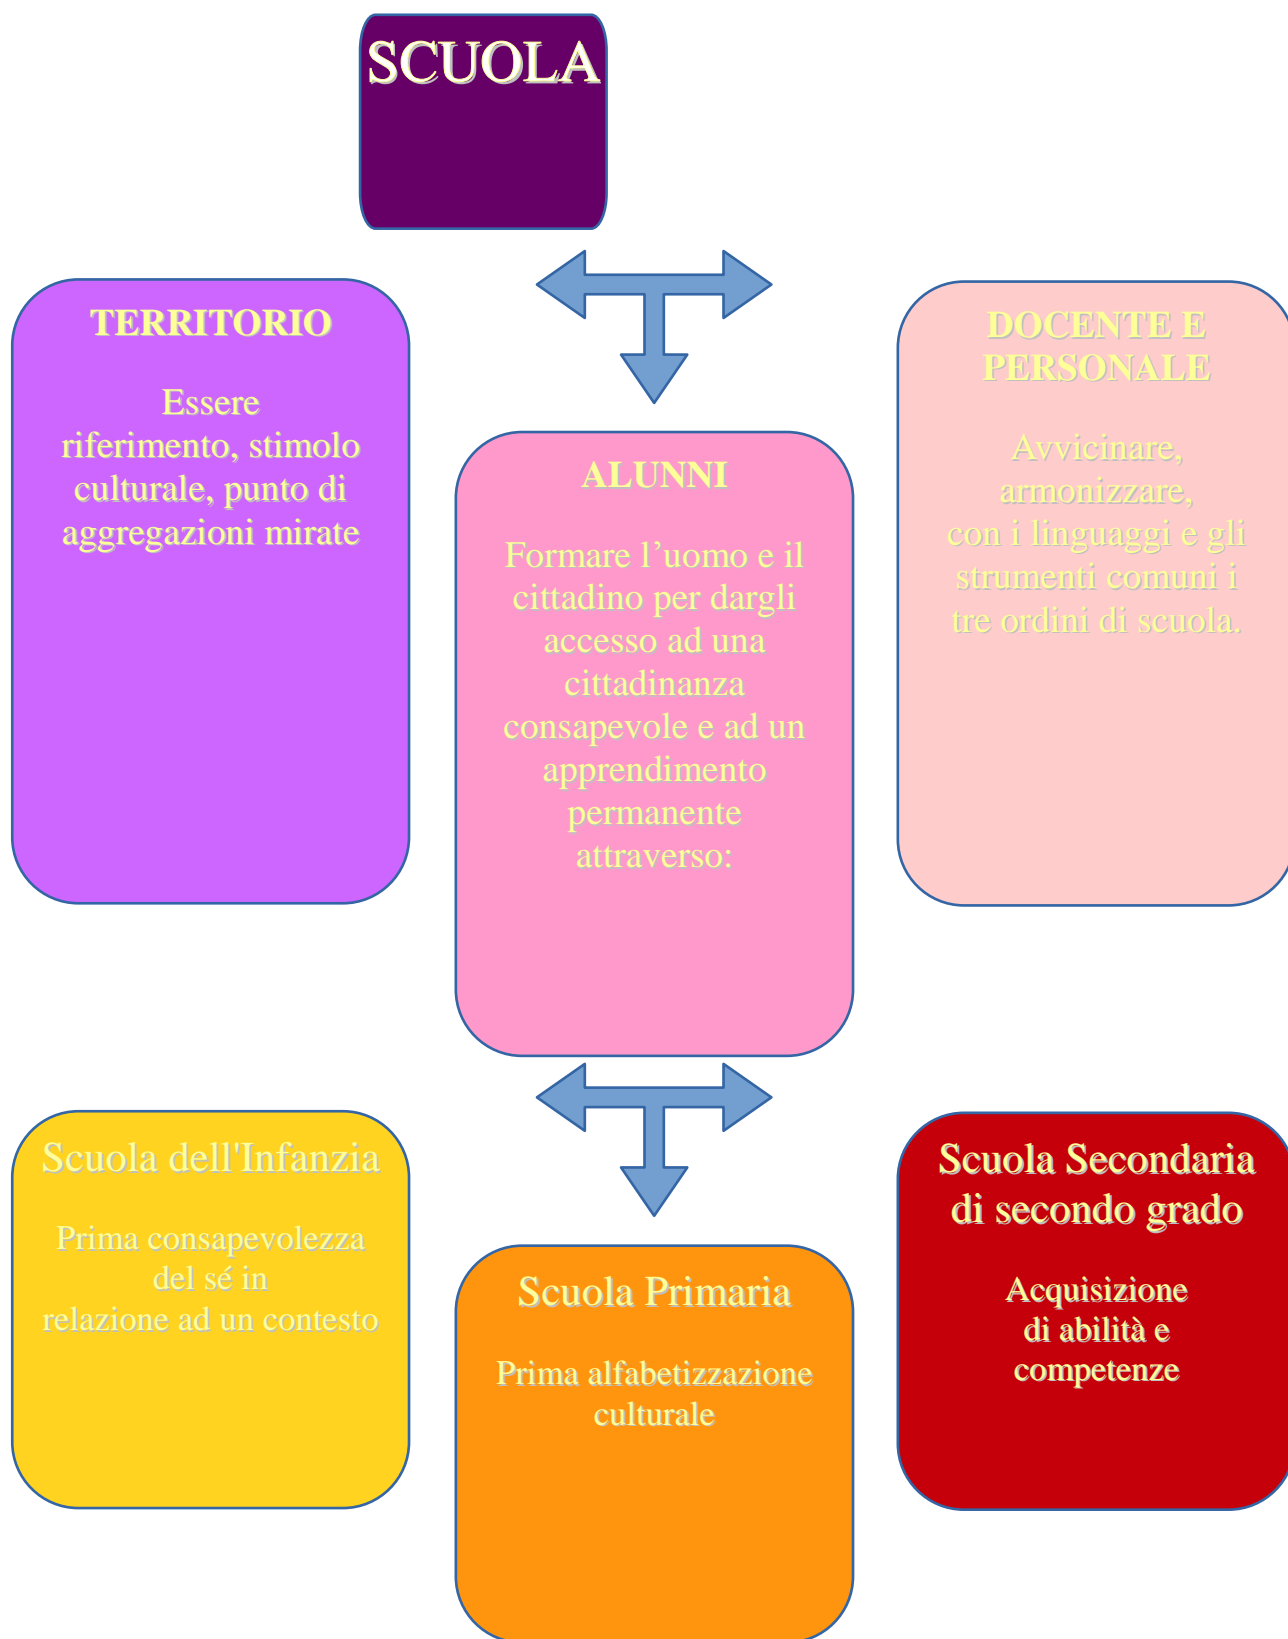 SCUOLA
TERRITORIO
Essere
riferimento, stimolo
culturale, punto di
aggregazioni mirate
ALUNNI
Formare l’uomo e il
cittadino per dargli
accesso ad una
cittadinanza
consapevole e ad un
apprendimento
permanente
attraverso:
DOCENTE E
PERSONALE
Avvicinare,
armonizzare,
con i linguaggi e gli
strumenti comuni i
tre ordini di scuola.
Scuola dell'Infanzia
Prima consapevolezza
del sé in
relazione ad un contesto
Scuola Primaria
Prima alfabetizzazione
culturale
Scuola Secondaria
di secondo grado
Acquisizione
di abilità e
competenze